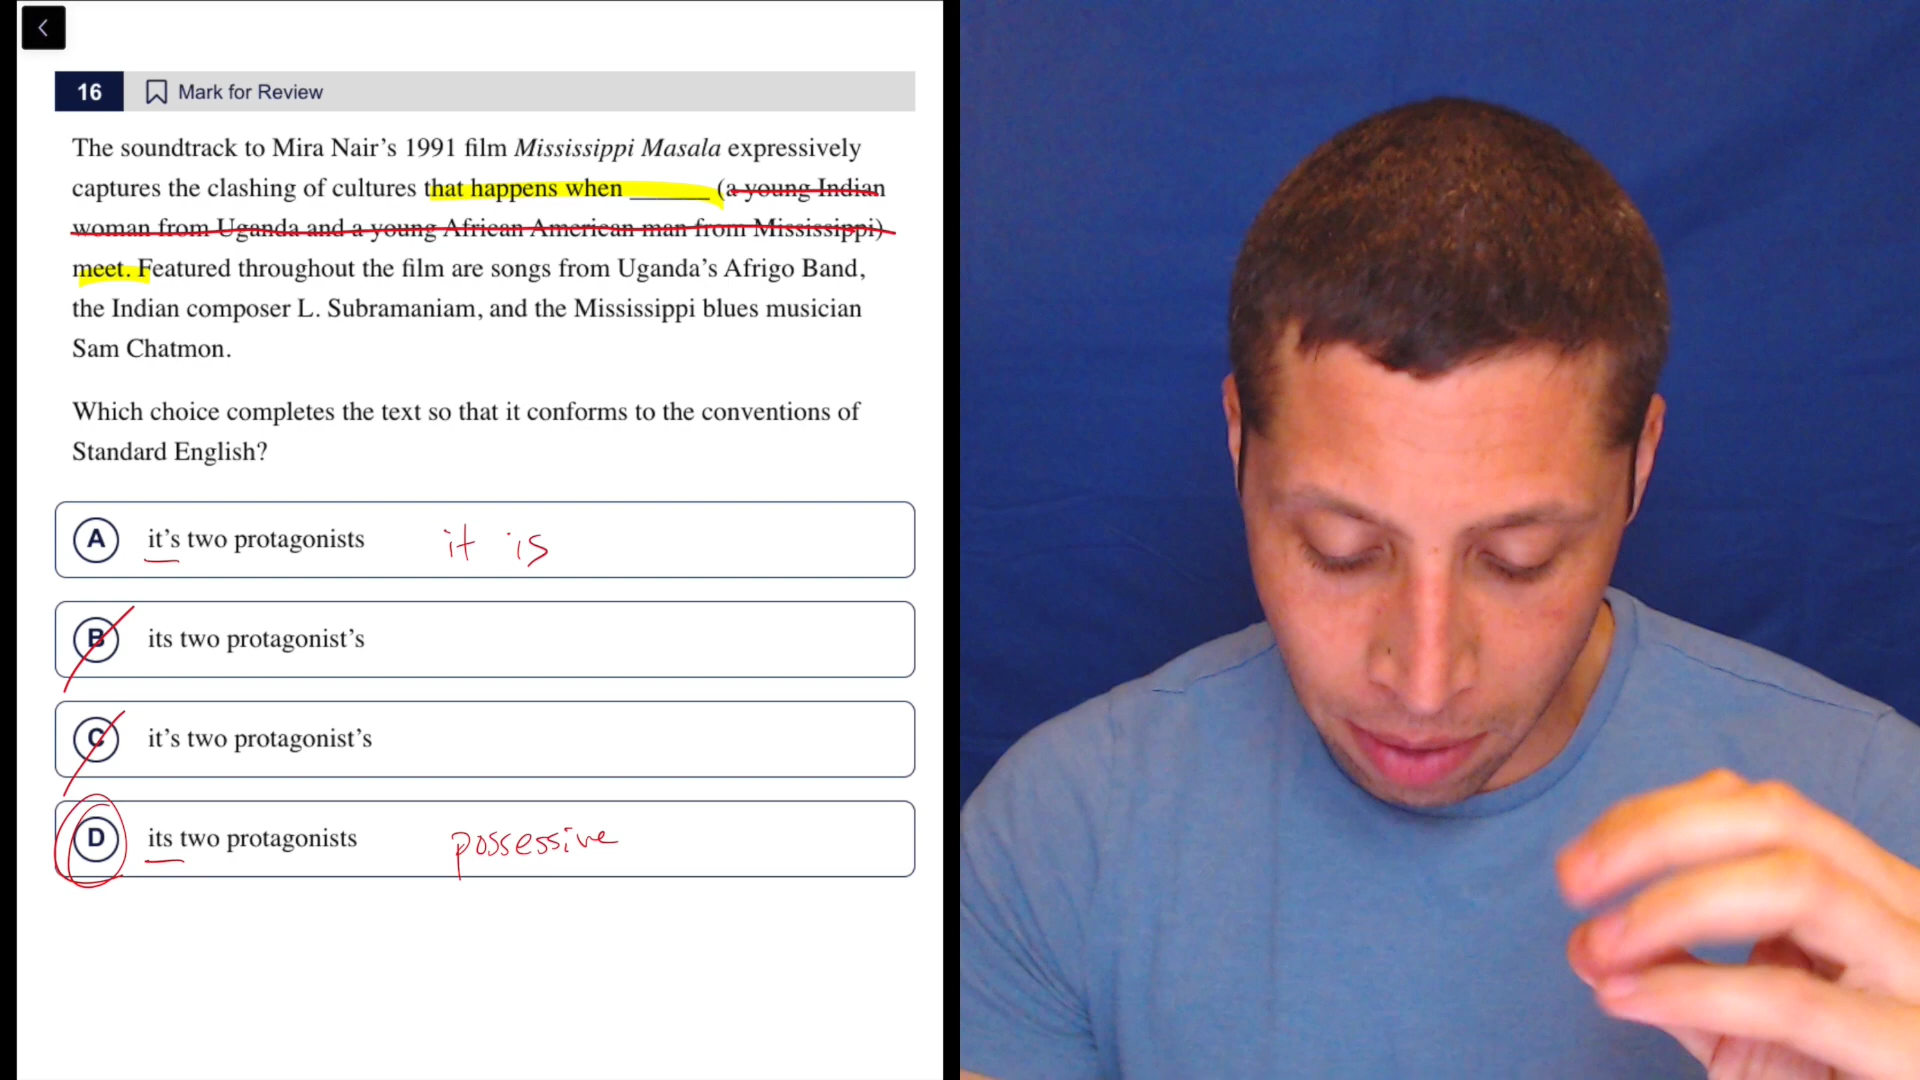 16 Mark for Review
The soundtrack to Mira Nair’s 1991 film Mississippi Masala expressively
captures the clashing of cultures that happens when ______ (a young Indian
woman from Uganda and a young African American man from Mississippi)
meet. Featured throughout the film are songs from Uganda’s Afrigo Band,
the Indian composer L. Subramaniam, and the Mississippi blues musician
Sam Chatmon.
Which choice completes the text so that it conforms to the conventions of
Standard English?
A it’s two protagonists it is
B its two protagonist’s
C it’s two protagonist’s
D its two protagonists possessive